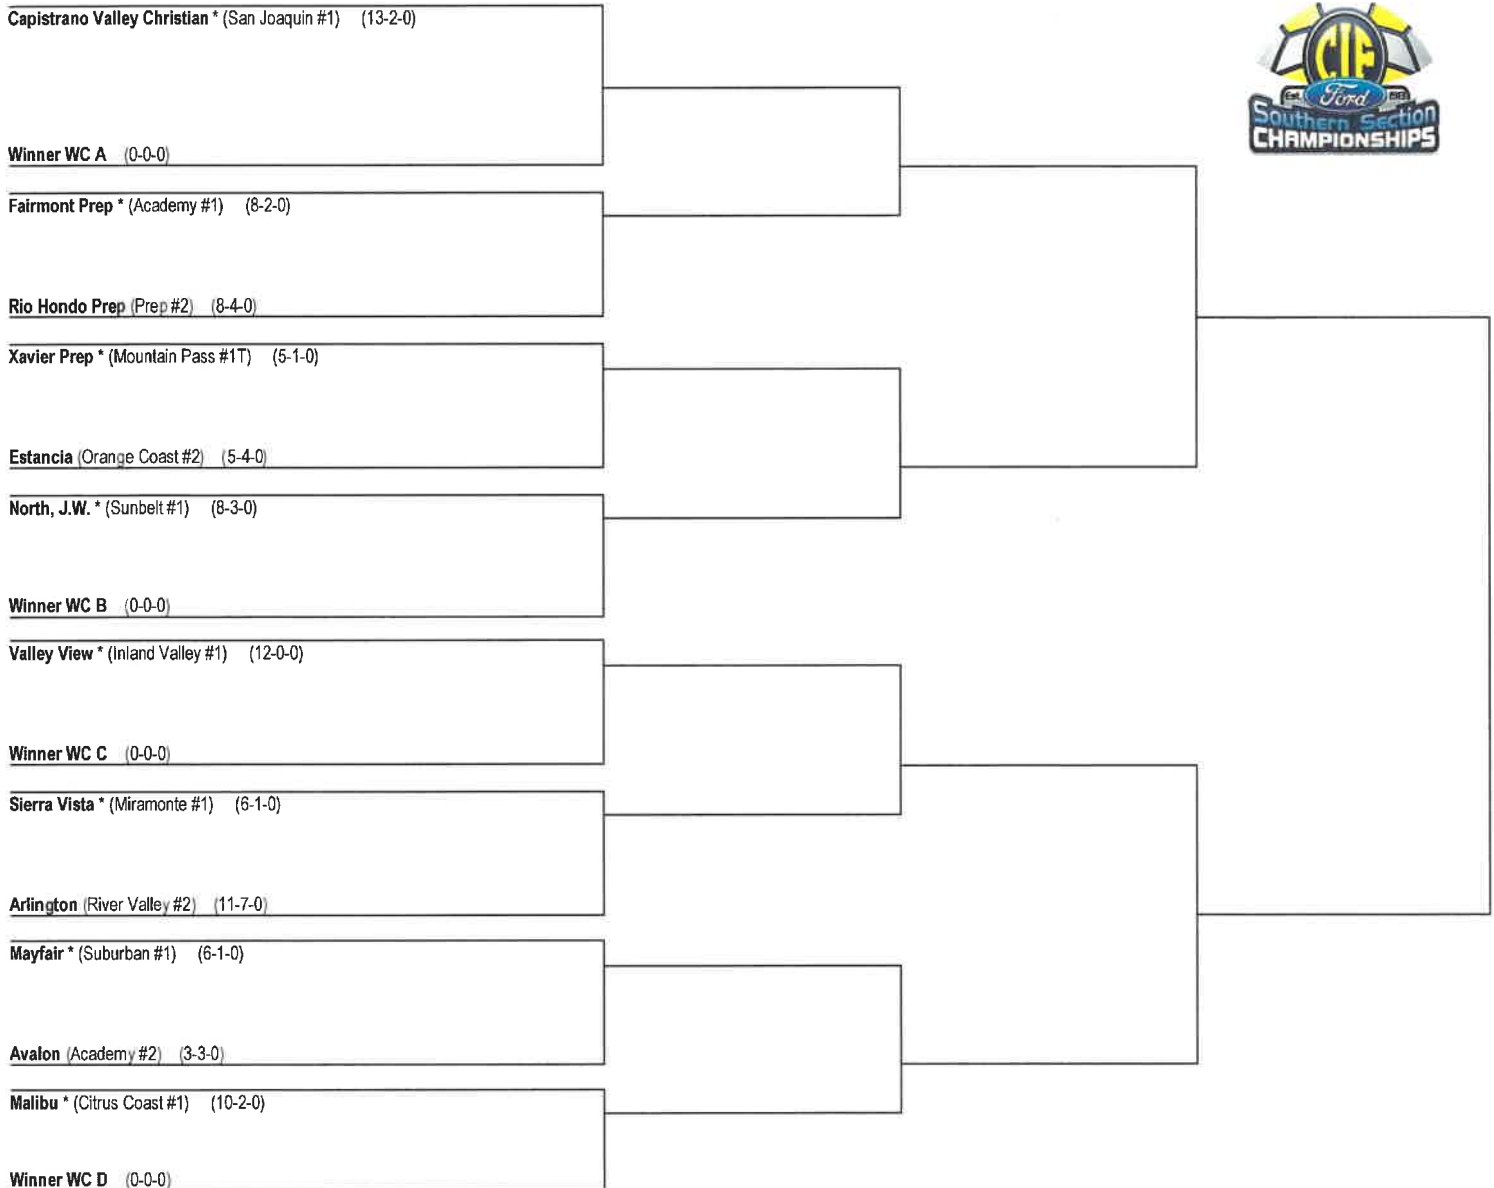 Capistrano Valley Christian * (San Joaquin #1) (13-2-0)
CIF
Est. 1913
Ford
Southern Section
CHAMPIONSHIPS
Winner WC A (0-0-0)
Fairmont Prep * (Academy #1) (8-2-0)
Rio Hondo Prep (Prep #2) (8-4-0)
Xavier Prep * (Mountain Pass #1T) (5-1-0)
Estancia (Orange Coast #2) (5-4-0)
North, J.W. * (Sunbelt #1) (8-3-0)
Winner WC B (0-0-0)
Valley View * (Inland Valley #1) (12-0-0)
Winner WC C (0-0-0)
Sierra Vista * (Miramonte #1) (6-1-0)
Arlington (River Valley #2) (11-7-0)
Mayfair * (Suburban #1) (6-1-0)
Avalon (Academy #2) (3-3-0)
Malibu * (Citrus Coast #1) (10-2-0)
Winner WC D (0-0-0)